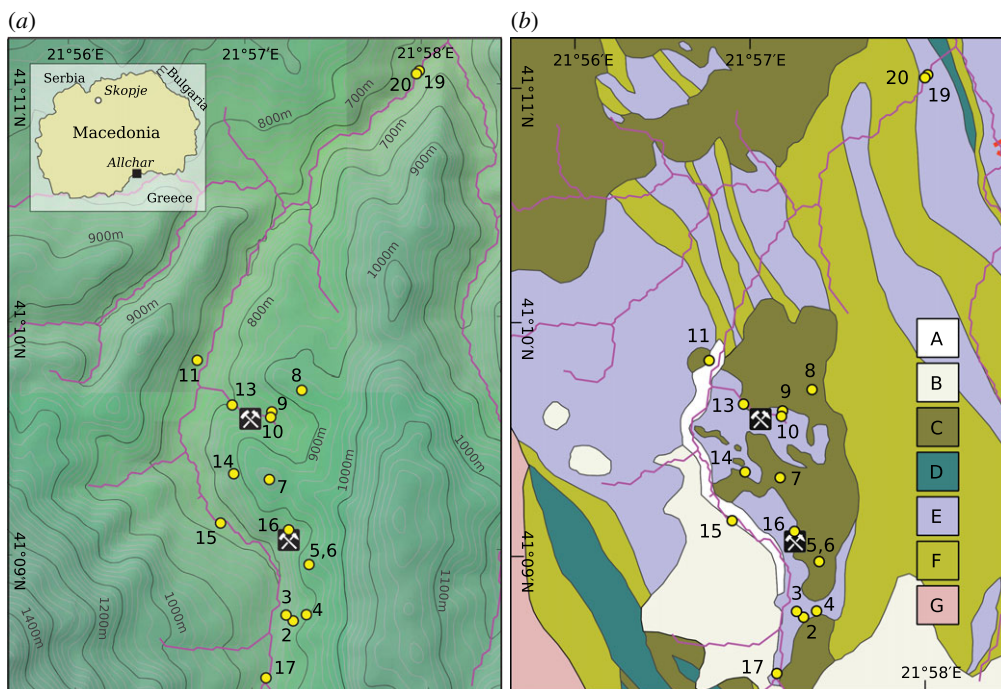 (a)
21°56′E
21°57′E
21°58′E
41°11′N
41°10′N
41°09′N
Serbia
Bulgaria
Skopje
Macedonia
Allchar
Greece
700m
800m
700m
900m
900m
1000m
900m
800m
900m
1000m
1000m
1100m
1000m
1200m
1400m
20
19
11
13
8
9
10
14
7
15
16
5,6
3
4
2
17
(b)
21°56′E
21°57′E
41°11′N
41°10′N
41°09′N
21°58′E
20
19
11
8
13
9
10
14
7
15
16
5,6
3
4
2
17
A
B
C
D
E
F
G